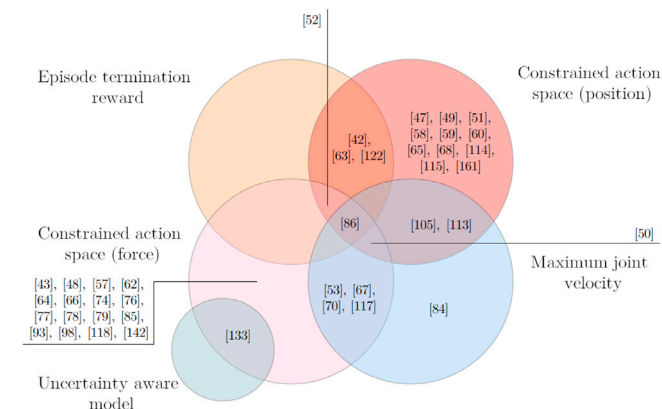 [52]
Episode termination
reward
Constrained action
space (position)
[47], [49], [51],
[58], [59], [60],
[65], [68], [114],
[115], [161]
[42],
[63], [122]
[86]
[105], [113]
[50]
Constrained action
space (force)
[43], [48], [57], [62],
[64], [66], [74], [76],
[77], [78], [79], [85],
[93], [98], [118], [142]
Maximum joint
velocity
[53], [67],
[70], [117]
[84]
[133]
Uncertainty aware
model